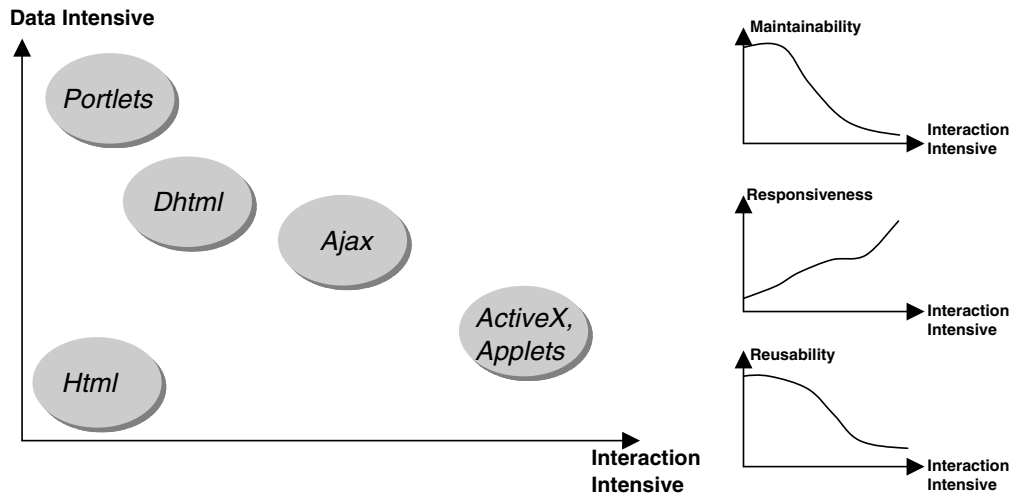 Data Intensive
Portlets
Dhtml
Ajax
ActiveX,
Applets
Html
Interaction
Intensive
Maintainability
Interaction
Intensive
Responsiveness
Interaction
Intensive
Reusability
Interaction
Intensive